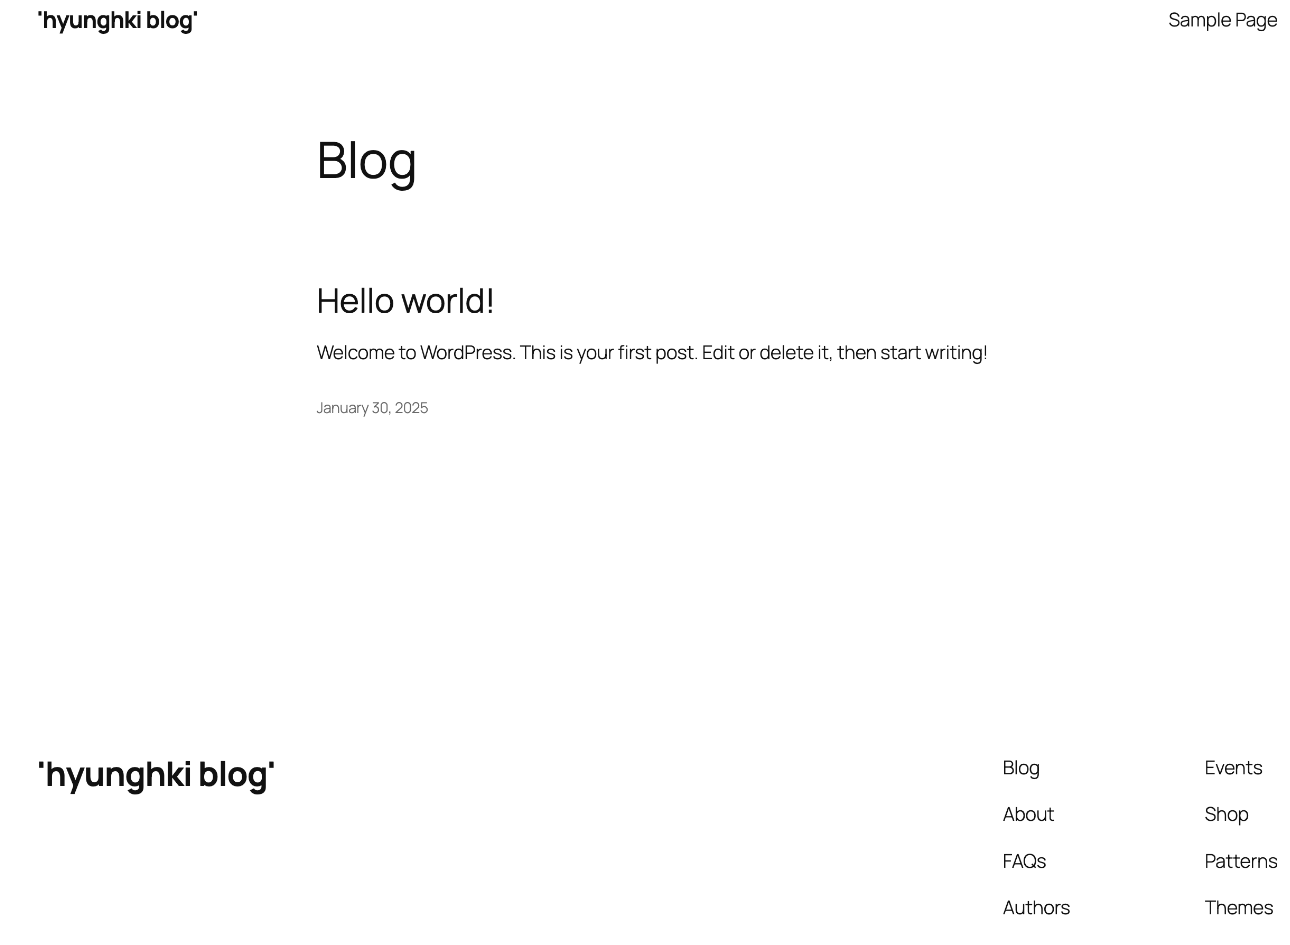 'hyunghki blog'
Sample Page
Blog
Hello world!
Welcome to WordPress. This is your first post. Edit or delete it, then start writing!
January 30, 2025
'hyunghki blog'
Blog
About
FAQs
Authors
Events
Shop
Patterns
Themes